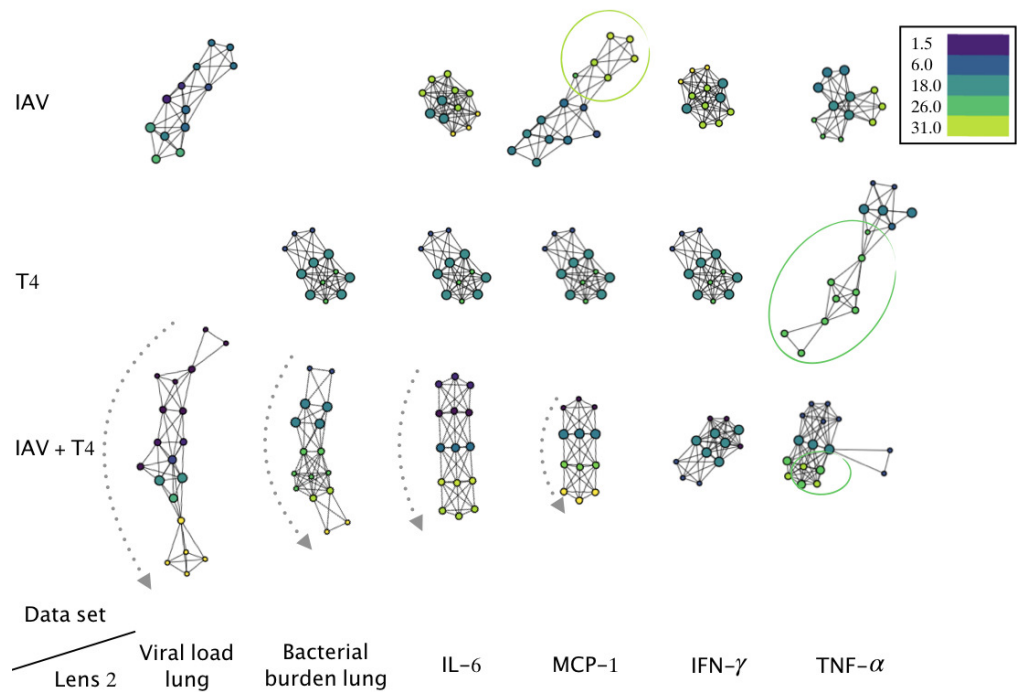 1.5
6.0
18.0
26.0
31.0
IAV
T4
IAV + T4
Data set
Lens 2
Viral load
lung
Bacterial
burden lung
IL-6
MCP-1
IFN-γ
TNF-α